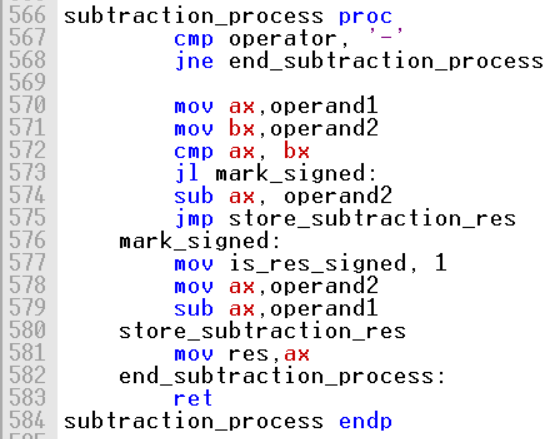 566 subtraction_process proc
567 cmp operator, '-'
568 jne end_subtraction_process
569
570 mov ax,operand1
571 mov bx,operand2
572 cmp ax, bx
573 jl mark_signed:
574 sub ax, operand2
575 jmp store_subtraction_res
576 mark_signed:
577 mov is_res_signed, 1
578 mov ax,operand2
579 sub ax,operand1
580 store_subtraction_res
581 mov res,ax
582 end_subtraction_process:
583 ret
584 subtraction_process endp